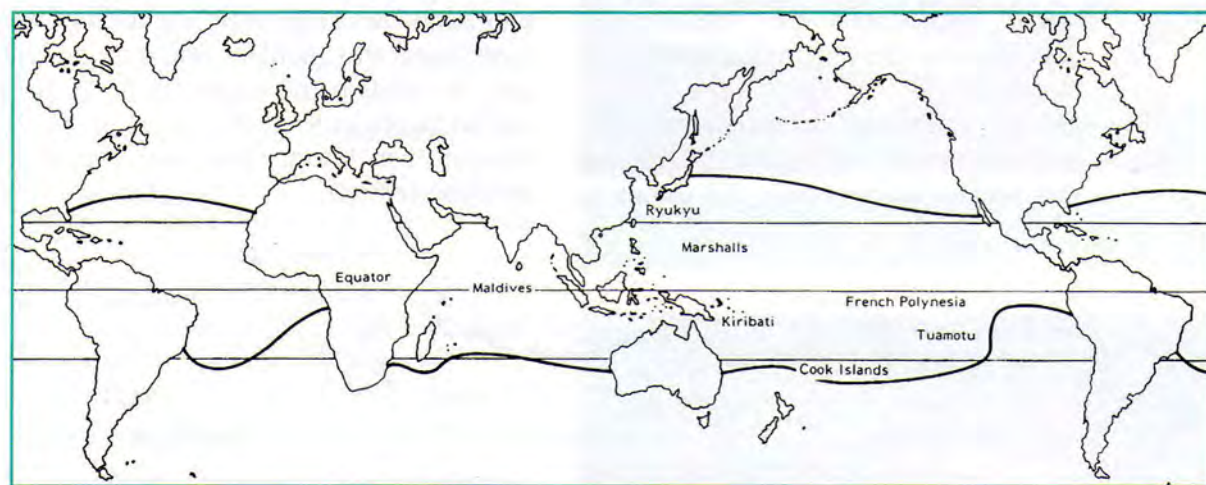 Ryukyu
Marshalls
Equator
Maldives
French Polynesia
Kiribati
Tuamotu
Cook Islands